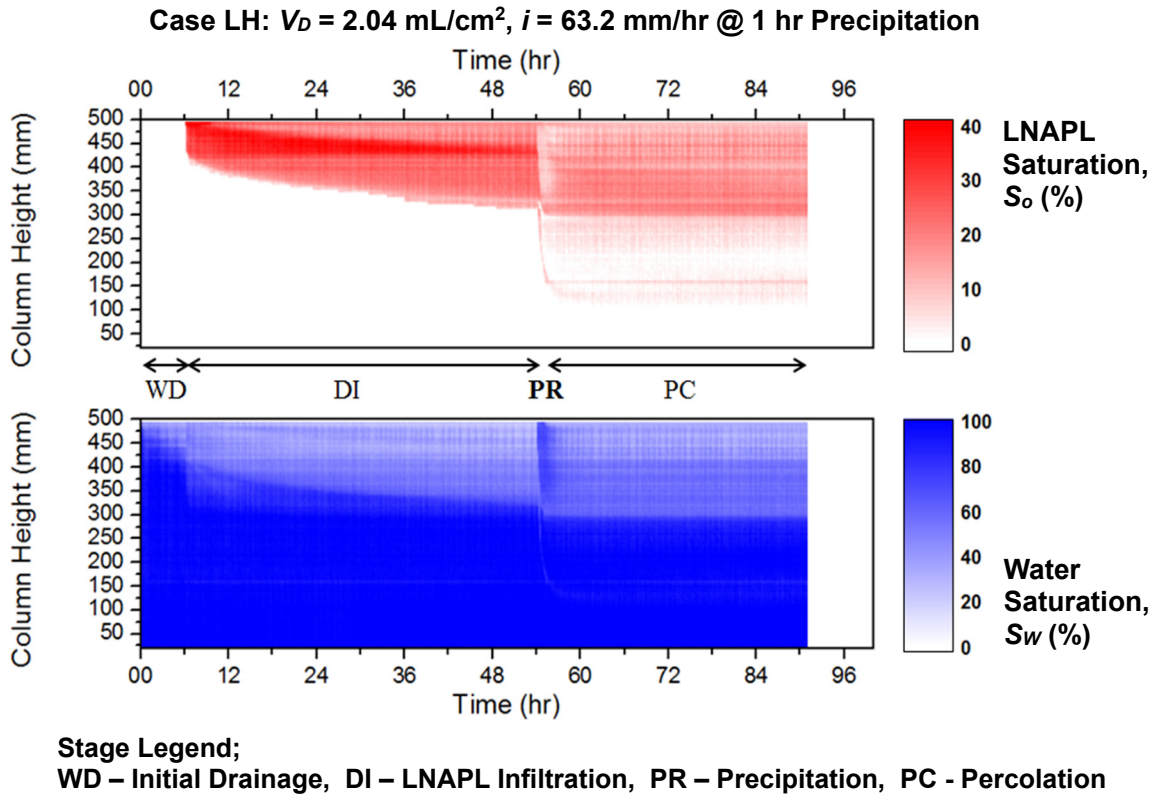 Case LH: VD = 2.04 mL/cm², i = 63.2 mm/hr @ 1 hr Precipitation
Time (hr)
00 12 24 36 48 60 72 84 96
Column Height (mm)
500
450
400
350
300
250
200
150
100
50
LNAPL
Saturation,
So (%)
40
30
20
10
0
WD DI PR PC
Column Height (mm)
500
450
400
350
300
250
200
150
100
50
100
80
60
40
20
0
Water
Saturation,
SW (%)
00 12 24 36 48 60 72 84 96
Time (hr)
Stage Legend;
WD – Initial Drainage, DI – LNAPL Infiltration, PR – Precipitation, PC - Percolation